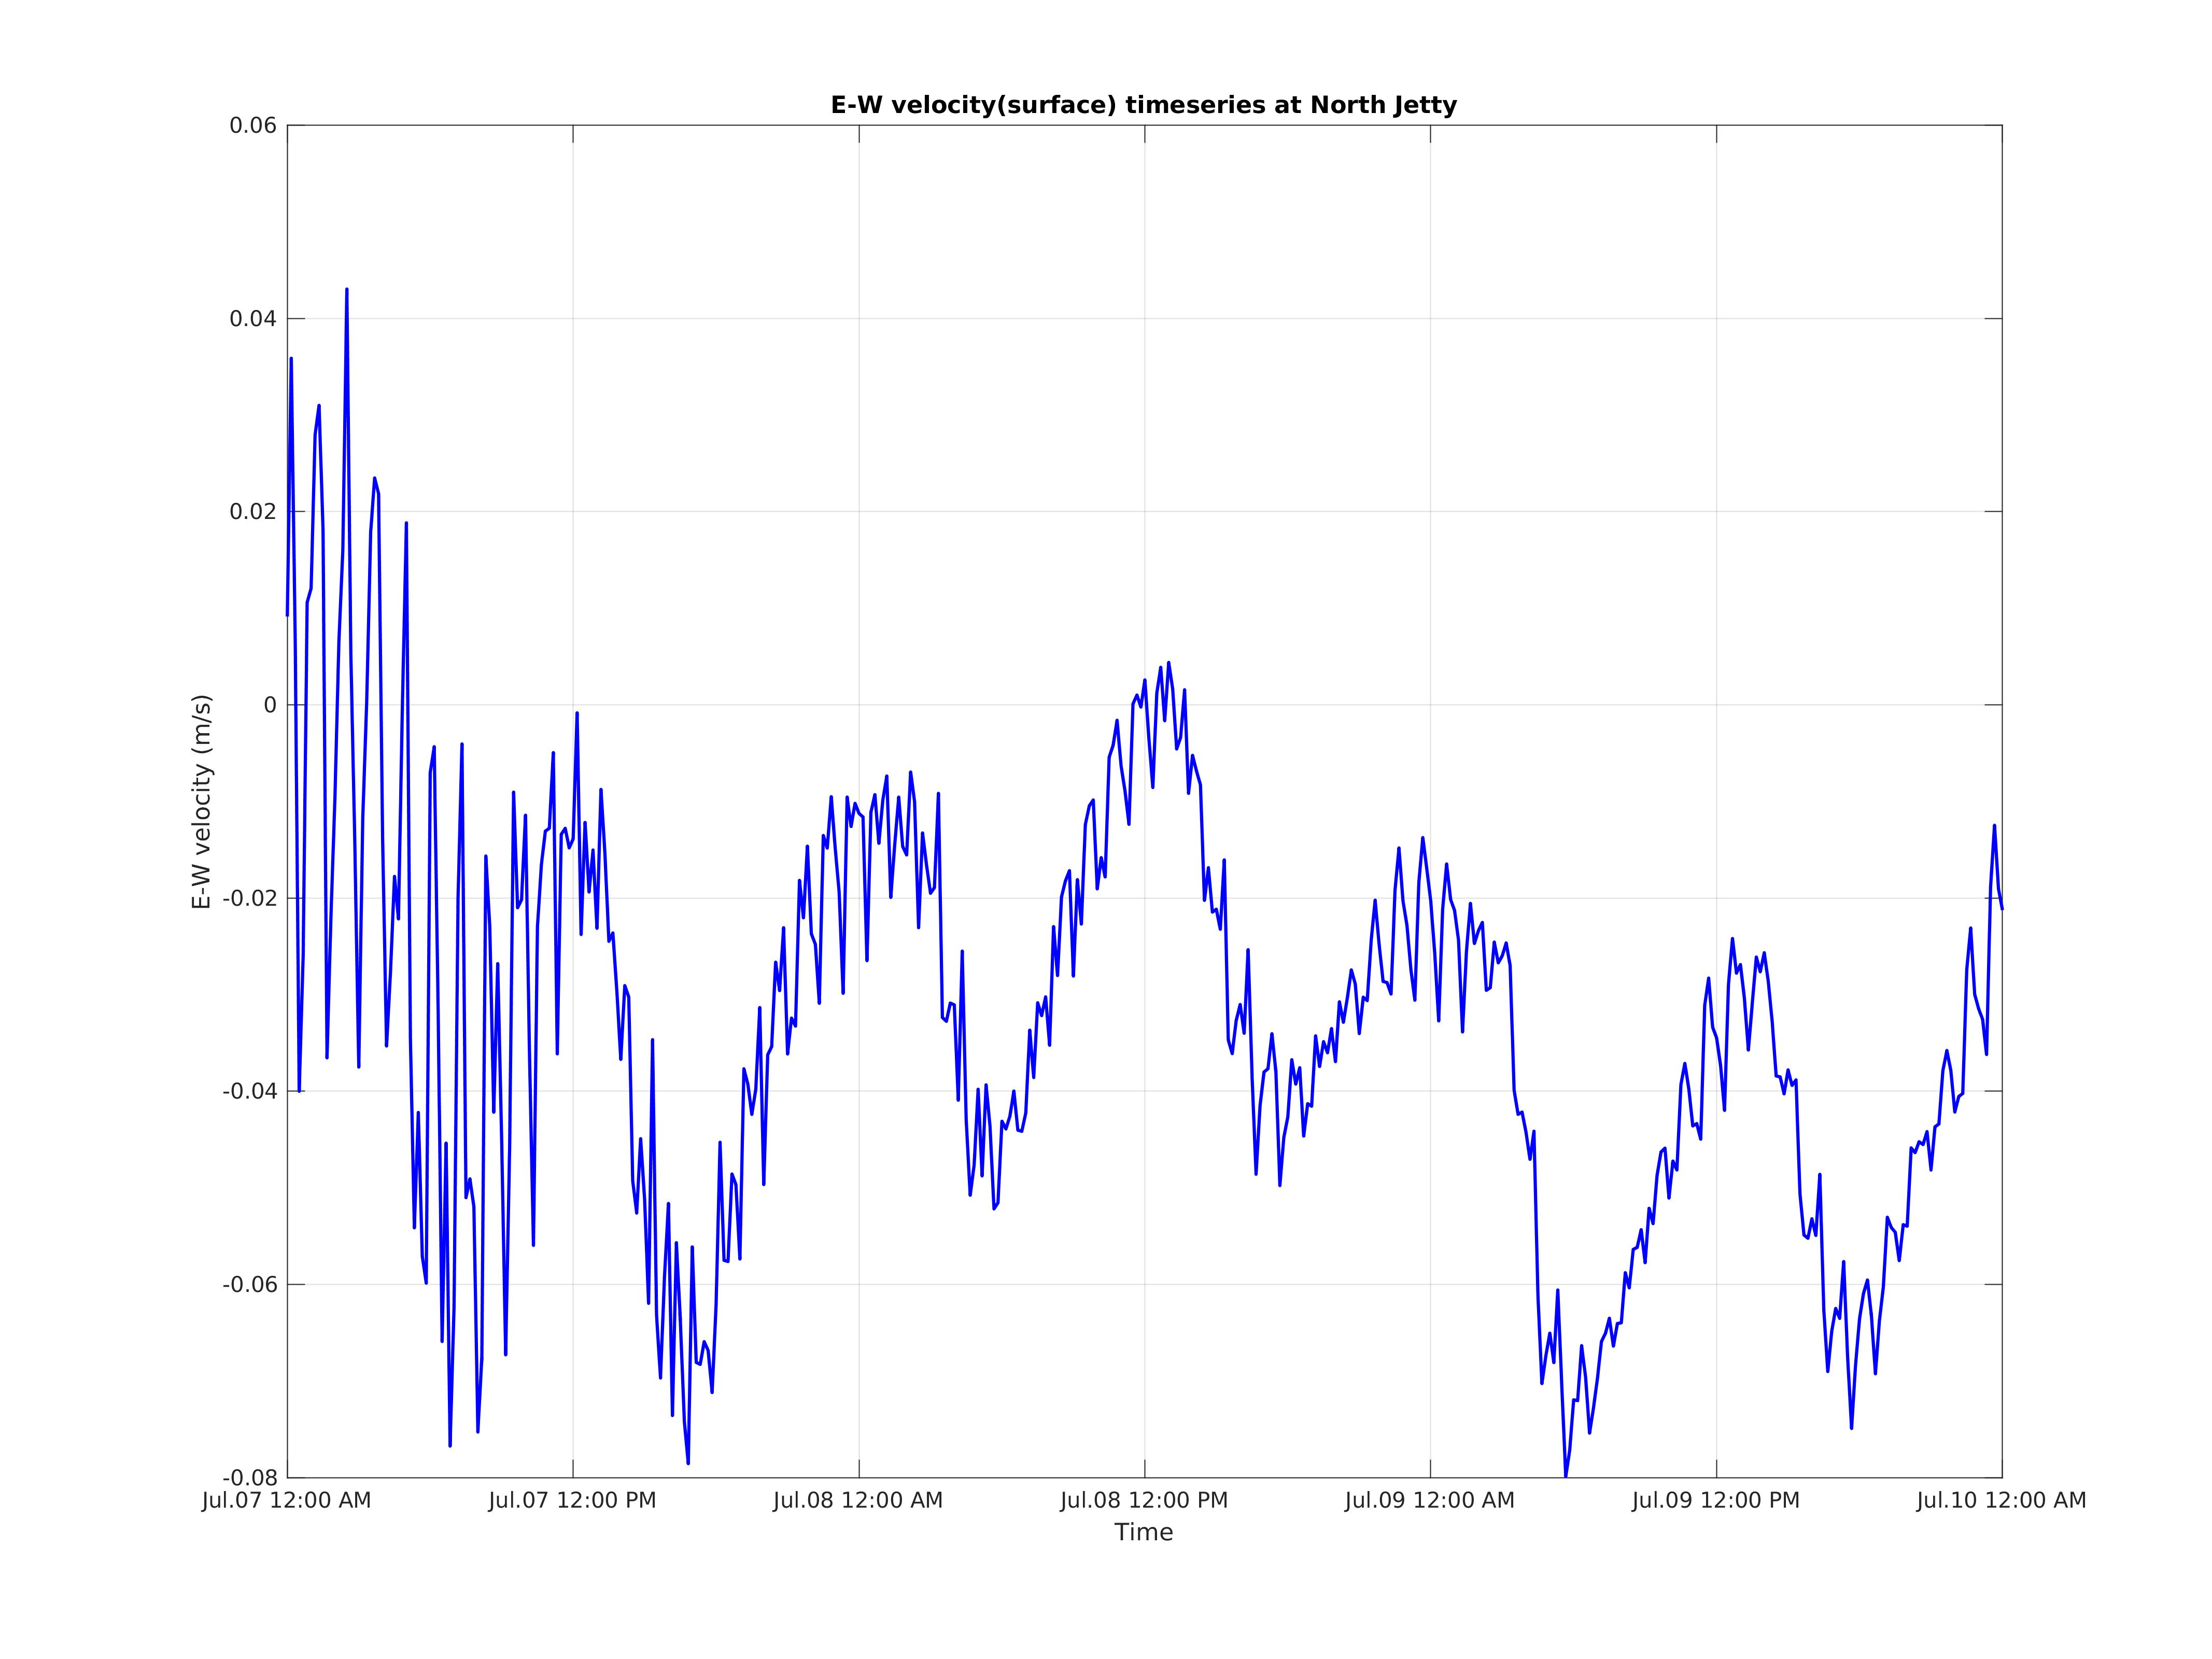 E-W velocity(surface) timeseries at North Jetty
0.06
0.04
0.02
0
-0.02
-0.04
-0.06
-0.08
E-W velocity (m/s)
Jul.07 12:00 AM Jul.07 12:00 PM Jul.08 12:00 AM Jul.08 12:00 PM Jul.09 12:00 AM Jul.09 12:00 PM Jul.10 12:00 AM
Time